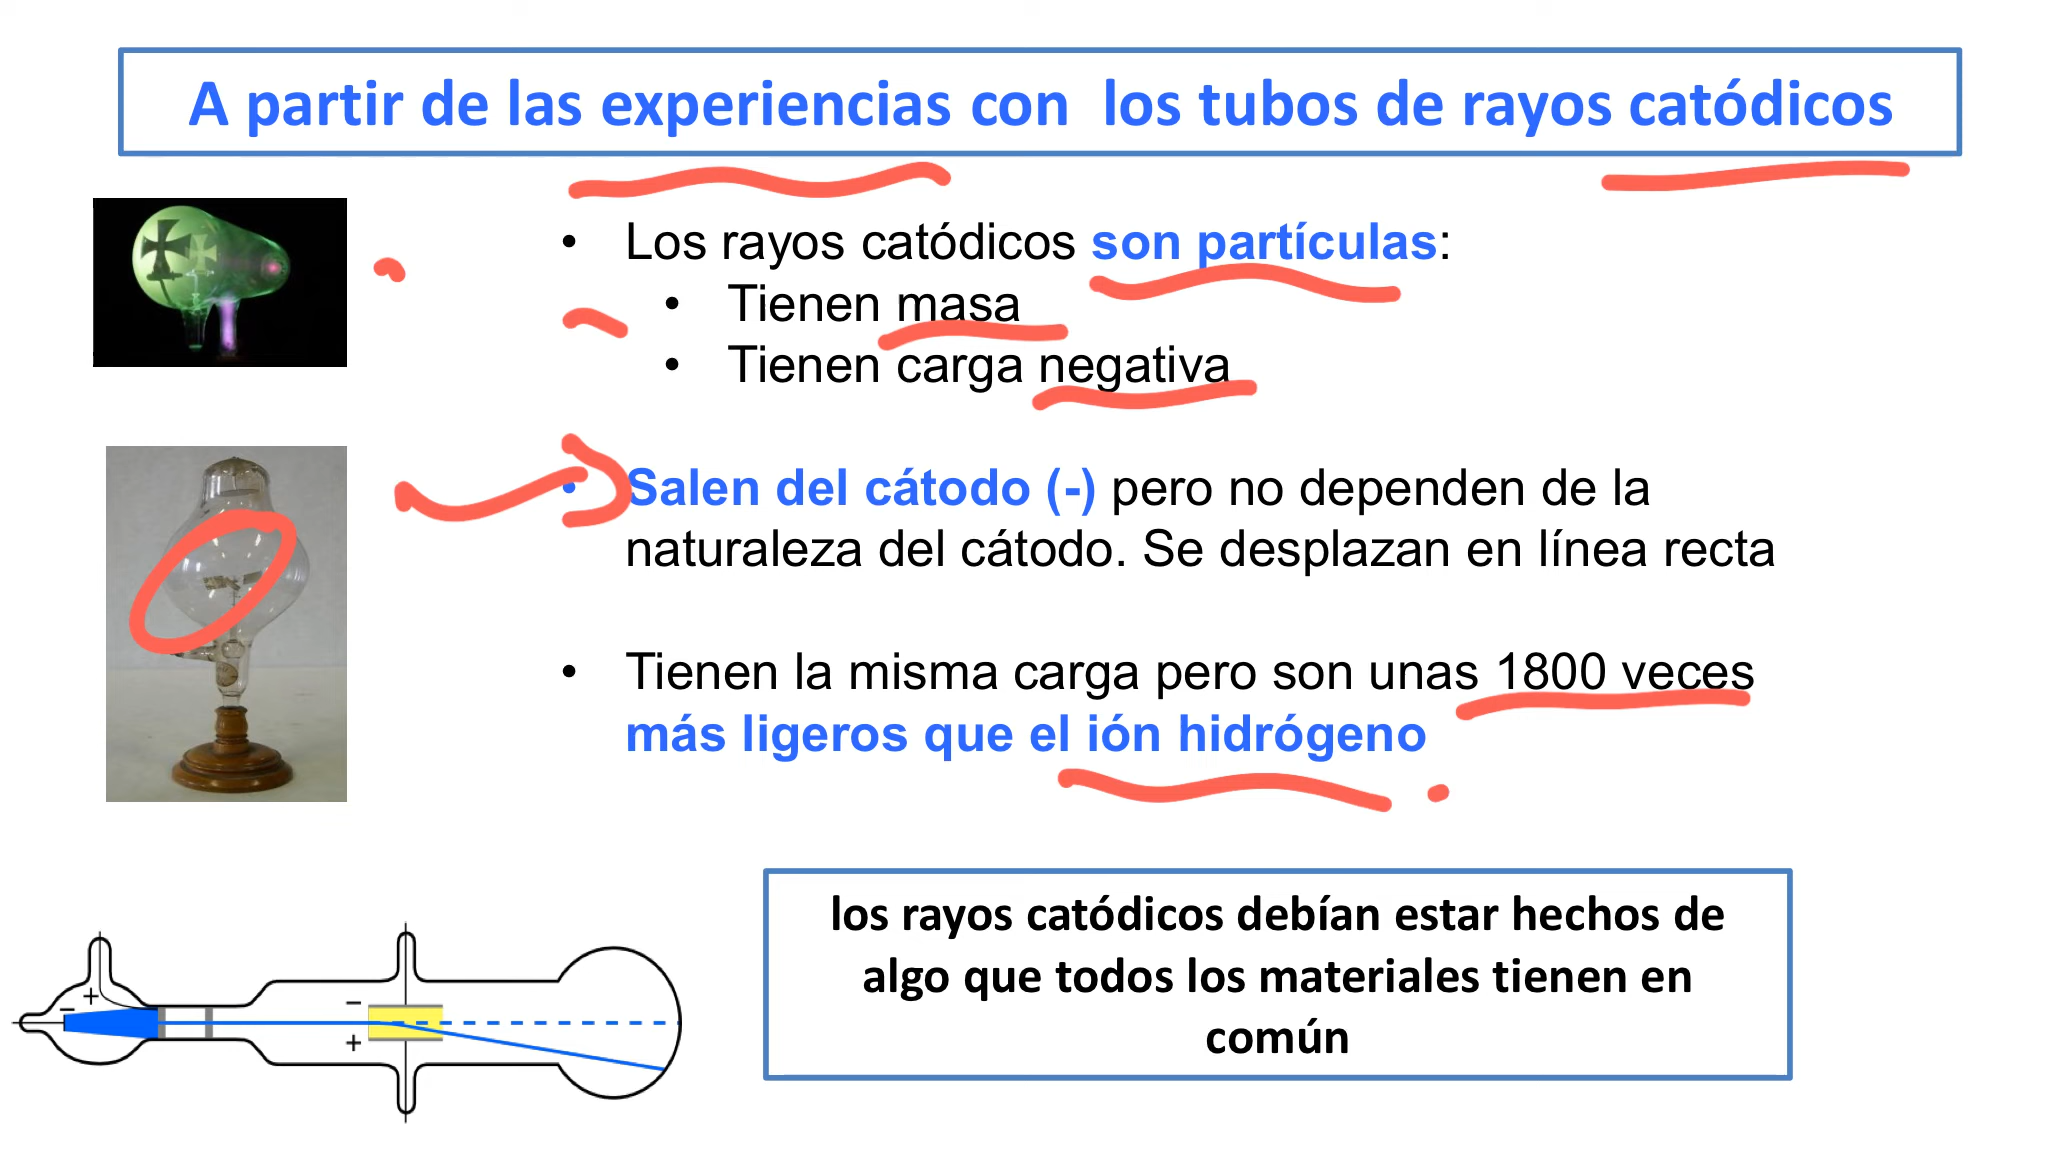 A partir de las experiencias con los tubos de rayos catódicos
• Los rayos catódicos son partículas:
• Tienen masa
• Tienen carga negativa
• Salen del cátodo (-) pero no dependen de la
naturaleza del cátodo. Se desplazan en línea recta
• Tienen la misma carga pero son unas 1800 veces
más ligeros que el ión hidrógeno
los rayos catódicos debían estar hechos de
algo que todos los materiales tienen en
común
+
−
−
+